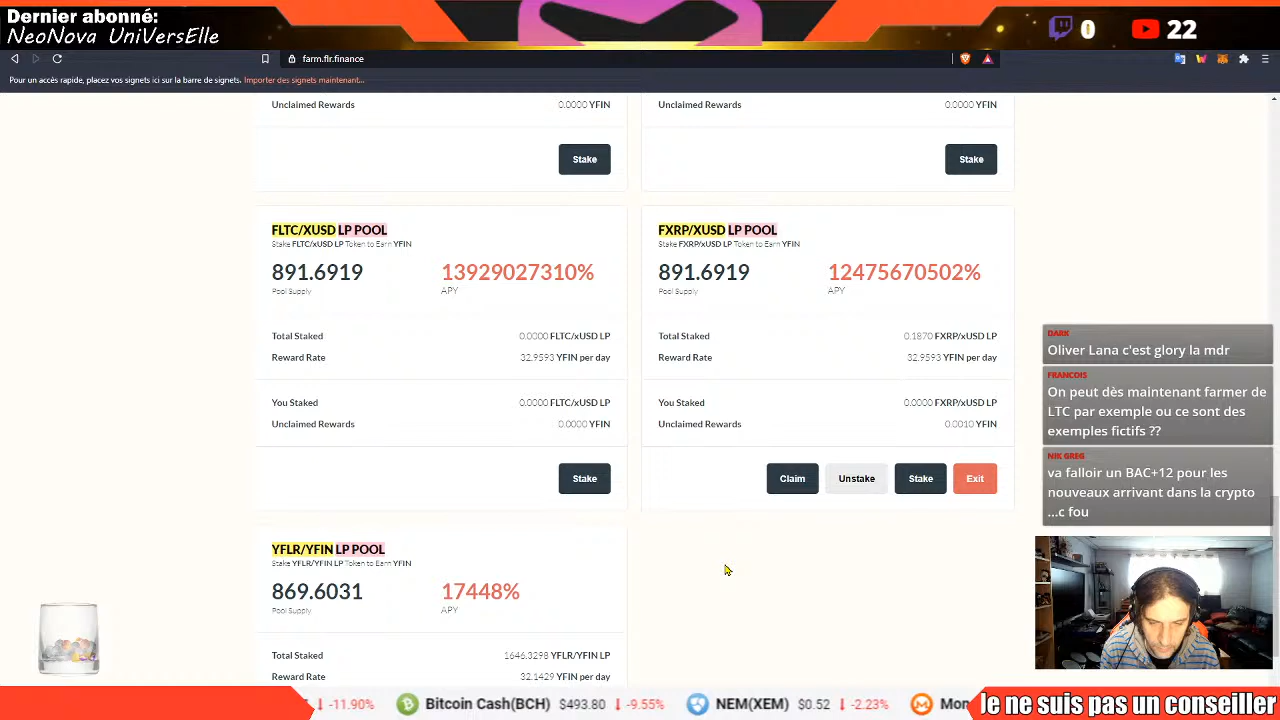 Dernier abonné:
NeoNova UniVersElle
0
22
farm.flr.finance
Pour un accès rapide, placez vos signets ici sur la barre de signets. Importer des signets maintenant...
Unclaimed Rewards 0.0000 YFIN
Stake
Unclaimed Rewards 0.0000 YFIN
Stake
FLTC/XUSD LP POOL
Stake FLTC/xUSD LP Token to Earn YFIN
891.6919 13929027310%
Pool Supply APY
Total Staked 0.0000 FLTC/xUSD LP
Reward Rate 32.9593 YFIN per day
You Staked 0.0000 FLTC/xUSD LP
Unclaimed Rewards 0.0000 YFIN
Stake
FXRP/XUSD LP POOL
Stake FXRP/xUSD LP Token to Earn YFIN
891.6919 12475670502%
Pool Supply APY
Total Staked 0.1870 FXRP/xUSD LP
Reward Rate 32.9593 YFIN per day
You Staked 0.0000 FXRP/xUSD LP
Unclaimed Rewards 0.0010 YFIN
Claim Unstake Stake Exit
YFLR/YFIN LP POOL
Stake YFLR/YFIN LP Token to Earn YFIN
869.6031 17448%
Pool Supply APY
Total Staked 1646.3298 YFLR/YFIN LP
Reward Rate 32.1429 YFIN per day
DARK
Oliver Lana c'est glory la mdr
FRANCOIS
On peut dès maintenant farmer de
LTC par exemple ou ce sont des
exemples fictifs ??
NIK GREG
va falloir un BAC+12 pour les
nouveaux arrivant dans la crypto
...c fou
-11.90% Bitcoin Cash(BCH) $493.80 -9.55% NEM(XEM) $0.52 -2.23% Mon
Je ne suis pas un conseiller